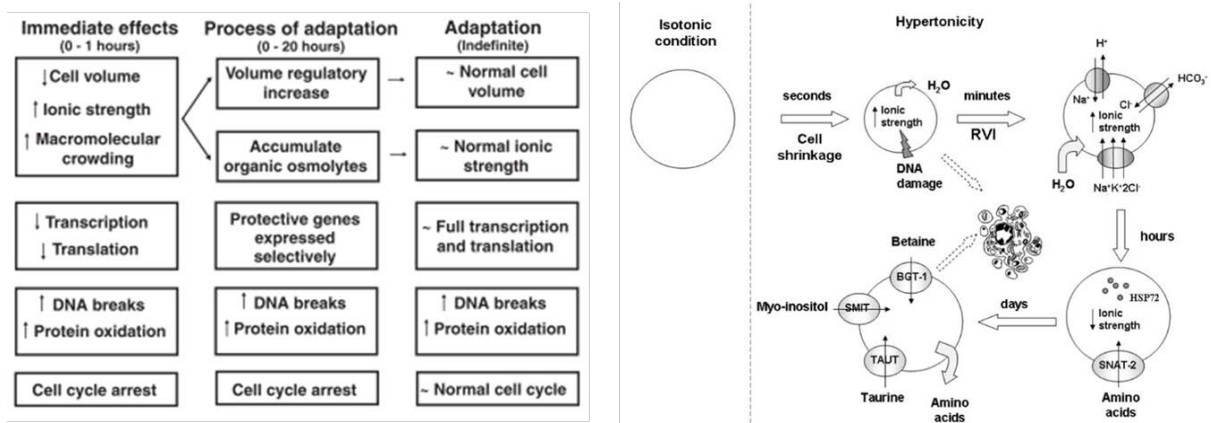 Immediate effects
(0 - 1 hours)
Process of adaptation
(0 - 20 hours)
Adaptation
(Indefinite)
↓Cell volume
↑ Ionic strength
↑ Macromolecular
crowding
Volume regulatory
increase
~ Normal cell
volume
Accumulate
organic osmolytes
~ Normal ionic
strength
↓ Transcription
↓ Translation
Protective genes
expressed
selectively
~ Full transcription
and translation
↑ DNA breaks
↑ Protein oxidation
↑ DNA breaks
↑ Protein oxidation
↑ DNA breaks
↑ Protein oxidation
Cell cycle arrest
Cell cycle arrest
~ Normal cell cycle
Isotonic
condition
Hypertonicity
seconds
Cell
shrinkage
H₂O
↑ Ionic
strength
DNA
damage
minutes
RVI
H⁺
Na⁺
HCO₃⁻
Cl⁻
↑ Ionic
strength
H₂O
Na⁺K⁺2Cl⁻
hours
HSP72
↓ Ionic
strength
SNAT-2
Amino
acids
days
Betaine
BGT-1
Myo-inositol
SMIT
TAUT
Taurine
Amino
acids